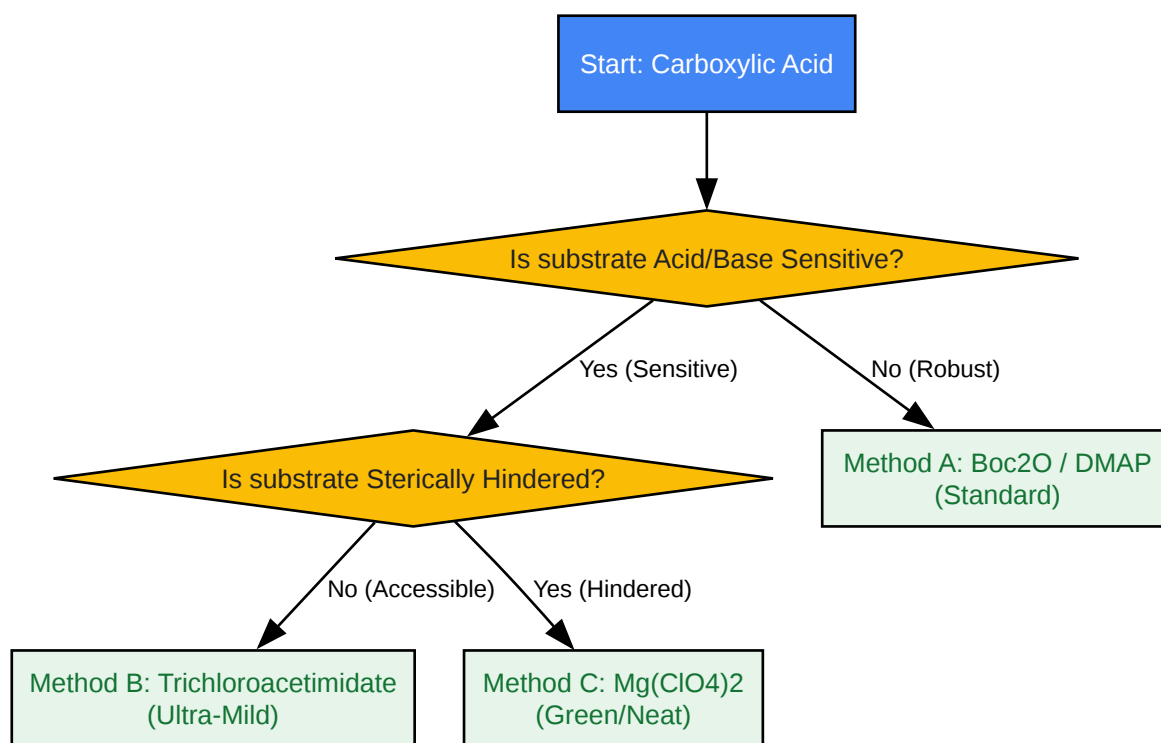 Start: Carboxylic Acid
Is substrate Acid/Base Sensitive?
Yes (Sensitive)
No (Robust)
Is substrate Sterically Hindered?
Method A: Boc2O / DMAP
(Standard)
No (Accessible)
Yes (Hindered)
Method B: Trichloroacetimidate
(Ultra-Mild)
Method C: Mg(ClO4)2
(Green/Neat)